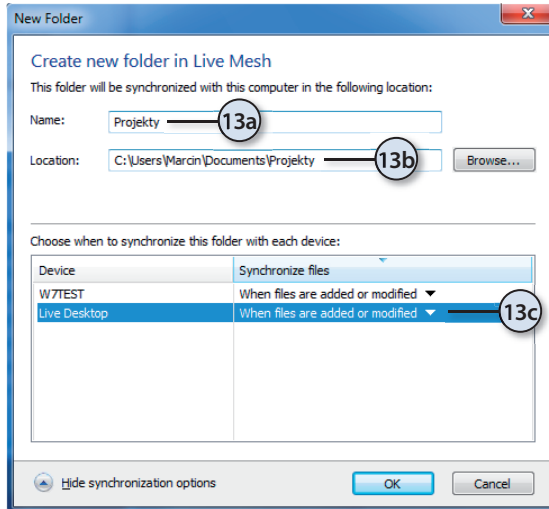 New Folder
Create new folder in Live Mesh
This folder will be synchronized with this computer in the following location:
Name: Projekty 13a
Location: C:\Users\Marcin\Documents\Projekty 13b Browse...
Choose when to synchronize this folder with each device:
Device Synchronize files
W7TEST When files are added or modified
Live Desktop When files are added or modified 13c
Hide synchronization options OK Cancel